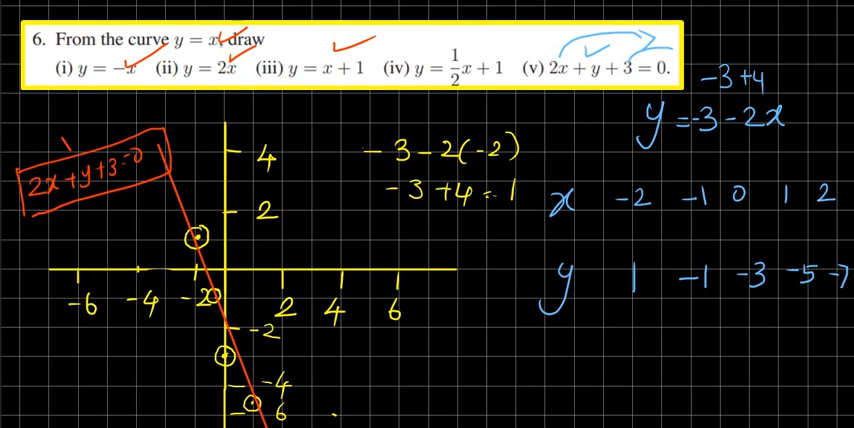 6. From the curve y = x, draw
(i) y = −x (ii) y = 2x (iii) y = x + 1 (iv) y = 1/2 x + 1 (v) 2x + y + 3 = 0.
-3+4
y = -3 - 2x
2x+y+3=0
4
- 3 - 2(-2)
- 3 + 4 = 1
x -2 -1 0 1 2
2
y 1 -1 -3 -5 -7
-6 -4 -2 0 2 4 6
-2
-4
- 6